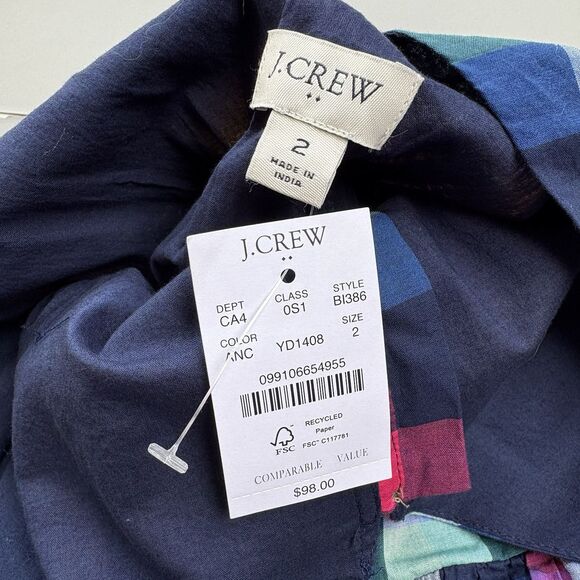 J.CREW
2
MADE IN
INDIA
J.CREW
DEPT CLASS STYLE
CA4 0S1 BI386
COLOR SIZE
ANC YD1408 2
099106654955
FSC
RECYCLED
Paper
FSC™ C117781
COMPARABLE VALUE
$98.00